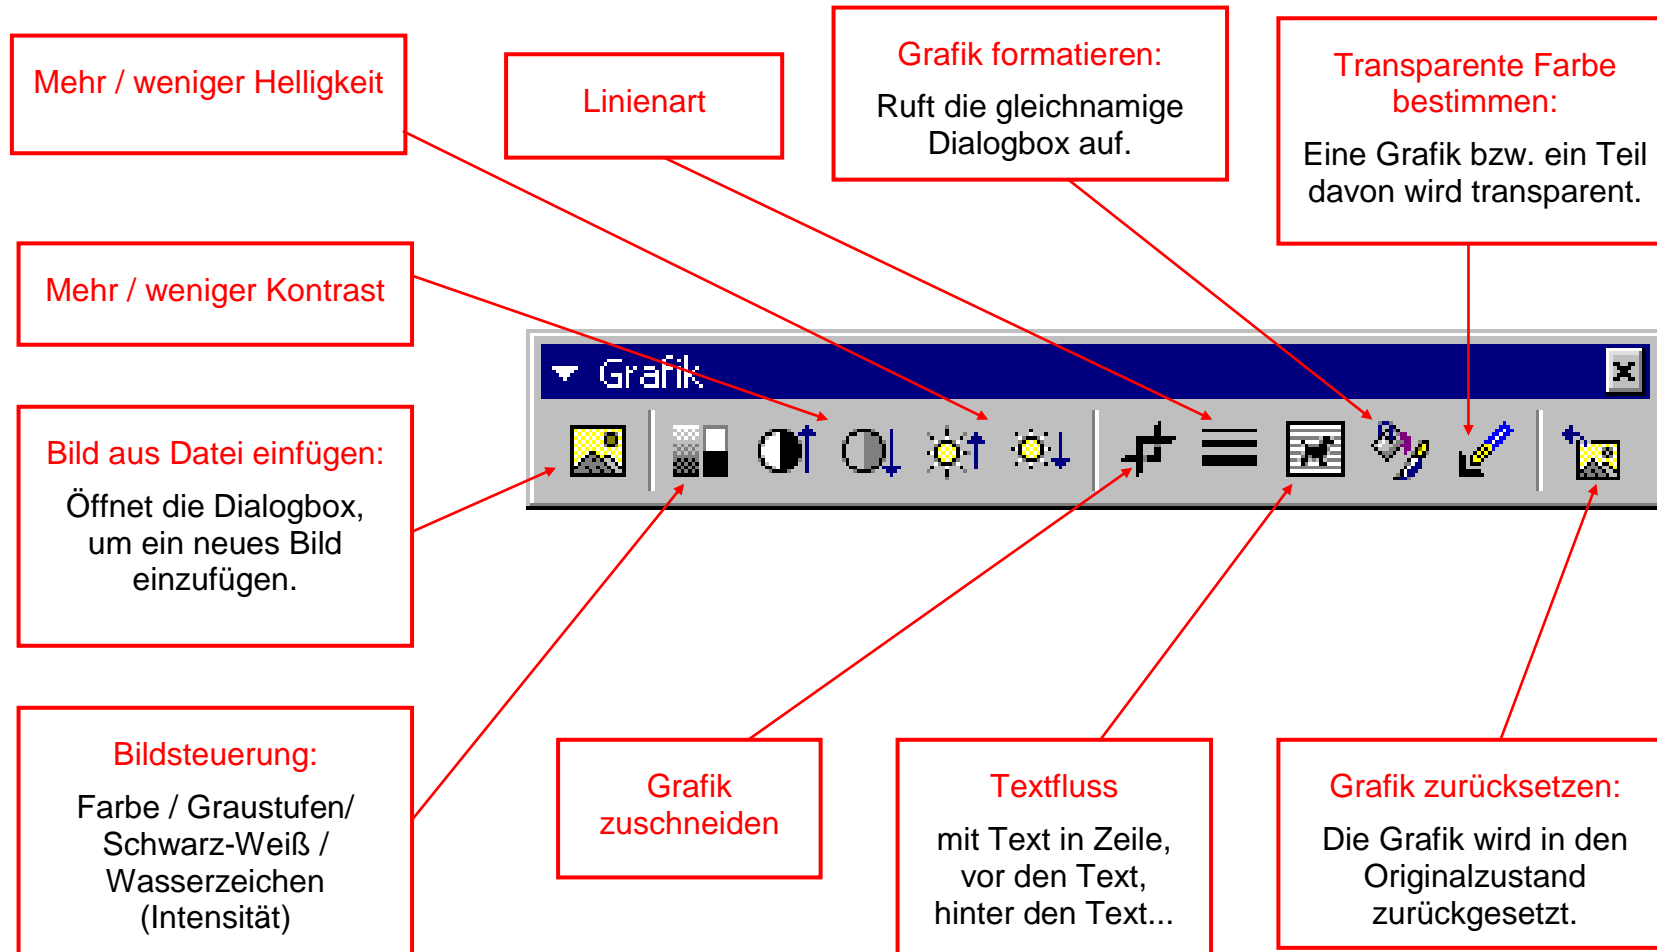 Mehr / weniger Helligkeit
Linienart
Grafik formatieren:
Ruft die gleichnamige
Dialogbox auf.
Transparente Farbe
bestimmen:
Eine Grafik bzw. ein Teil
davon wird transparent.
Mehr / weniger Kontrast
Grafik
Bild aus Datei einfügen:
Öffnet die Dialogbox,
um ein neues Bild
einzufügen.
Bildsteuerung:
Farbe / Graustufen/
Schwarz-Weiß /
Wasserzeichen
(Intensität)
Grafik
zuschneiden
Textfluss
mit Text in Zeile,
vor den Text,
hinter den Text...
Grafik zurücksetzen:
Die Grafik wird in den
Originalzustand
zurückgesetzt.